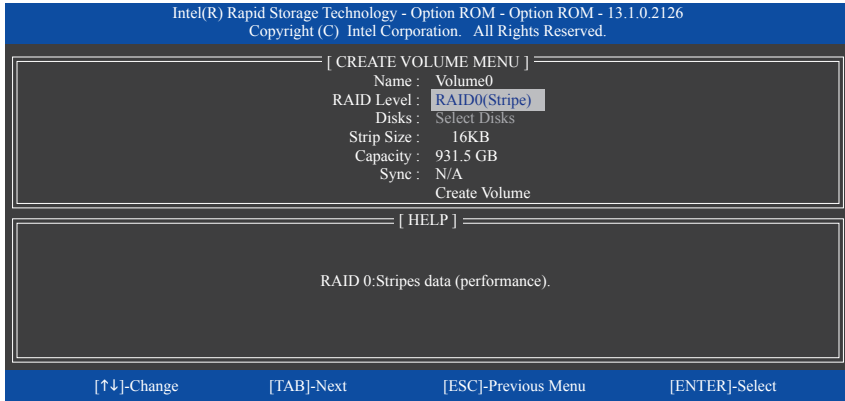 Intel(R) Rapid Storage Technology - Option ROM - Option ROM - 13.1.0.2126
Copyright (C) Intel Corporation. All Rights Reserved.
[ CREATE VOLUME MENU ]
Name : Volume0
RAID Level : RAID0(Stripe)
Disks : Select Disks
Strip Size : 16KB
Capacity : 931.5 GB
Sync : N/A
Create Volume
[ HELP ]
RAID 0:Stripes data (performance).
[↑↓]-Change [TAB]-Next [ESC]-Previous Menu [ENTER]-Select